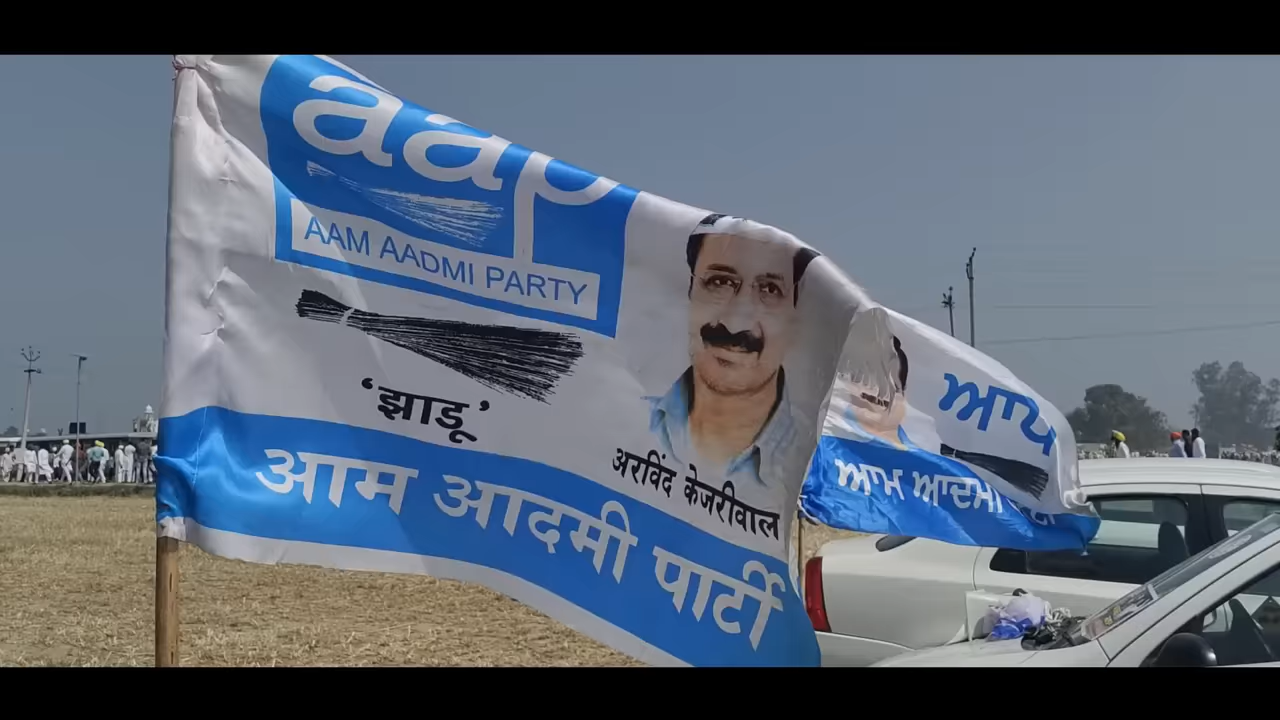 aap
AAM AADMI PARTY
‘झाडू’
अरविंद केजरीवाल
आम आदमी पार्टी
ਆਪ
ਆਮ ਆਦਮੀ